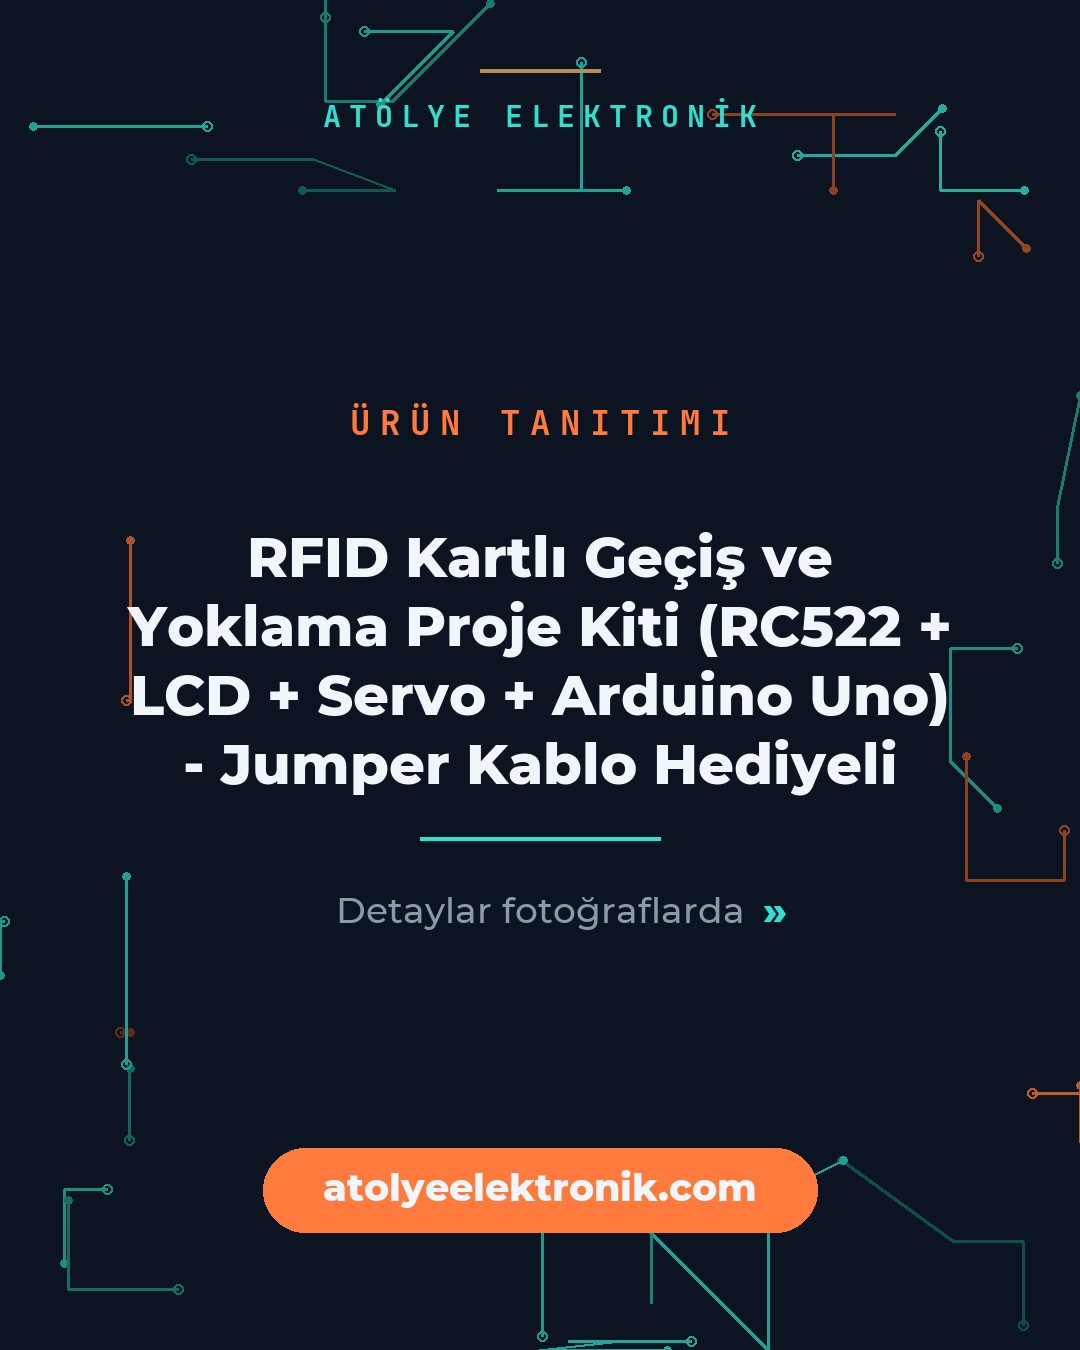 ATÖLYE ELEKTRONİK
ÜRÜN TANITIMI
RFID Kartlı Geçiş ve
Yoklama Proje Kiti (RC522 +
LCD + Servo + Arduino Uno)
- Jumper Kablo Hediyeli
Detaylar fotoğraflarda »
atolyeelektronik.com